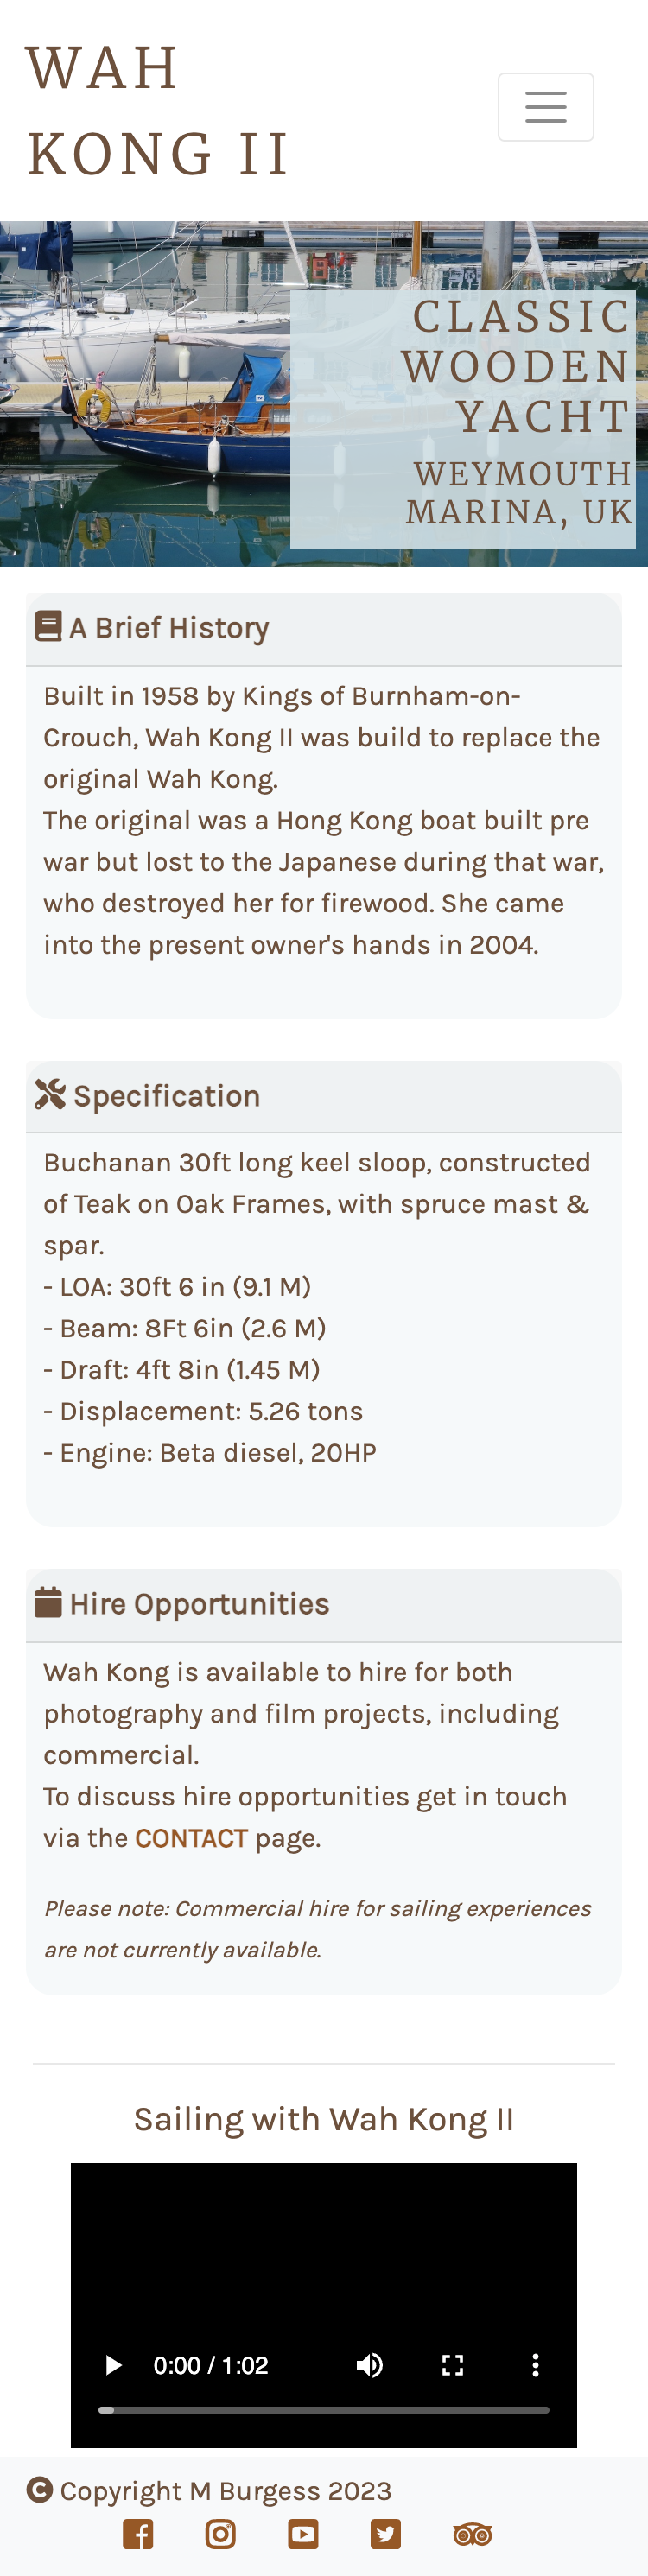 WAH
KONG II
CLASSIC
WOODEN
YACHT
WEYMOUTH
MARINA, UK
A Brief History
Built in 1958 by Kings of Burnham-on-
Crouch, Wah Kong II was build to replace the
original Wah Kong.
The original was a Hong Kong boat built pre
war but lost to the Japanese during that war,
who destroyed her for firewood. She came
into the present owner's hands in 2004.
Specification
Buchanan 30ft long keel sloop, constructed
of Teak on Oak Frames, with spruce mast &
spar.
- LOA: 30ft 6 in (9.1 M)
- Beam: 8Ft 6in (2.6 M)
- Draft: 4ft 8in (1.45 M)
- Displacement: 5.26 tons
- Engine: Beta diesel, 20HP
Hire Opportunities
Wah Kong is available to hire for both
photography and film projects, including
commercial.
To discuss hire opportunities get in touch
via the CONTACT page.
Please note: Commercial hire for sailing experiences
are not currently available.
Sailing with Wah Kong II
0:00 / 1:02
Copyright M Burgess 2023